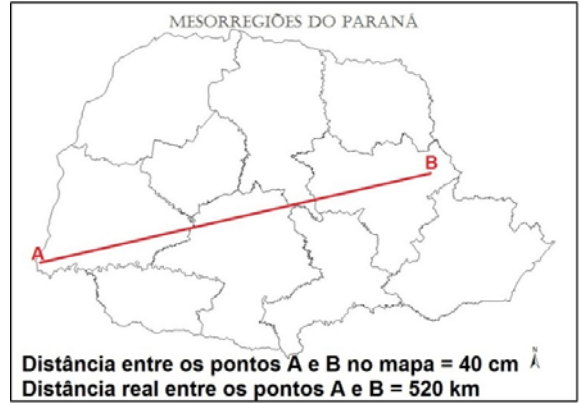 MESORREGIÕES DO PARANÁ
B
A
N
Distância entre os pontos A e B no mapa = 40 cm
Distância real entre os pontos A e B = 520 km